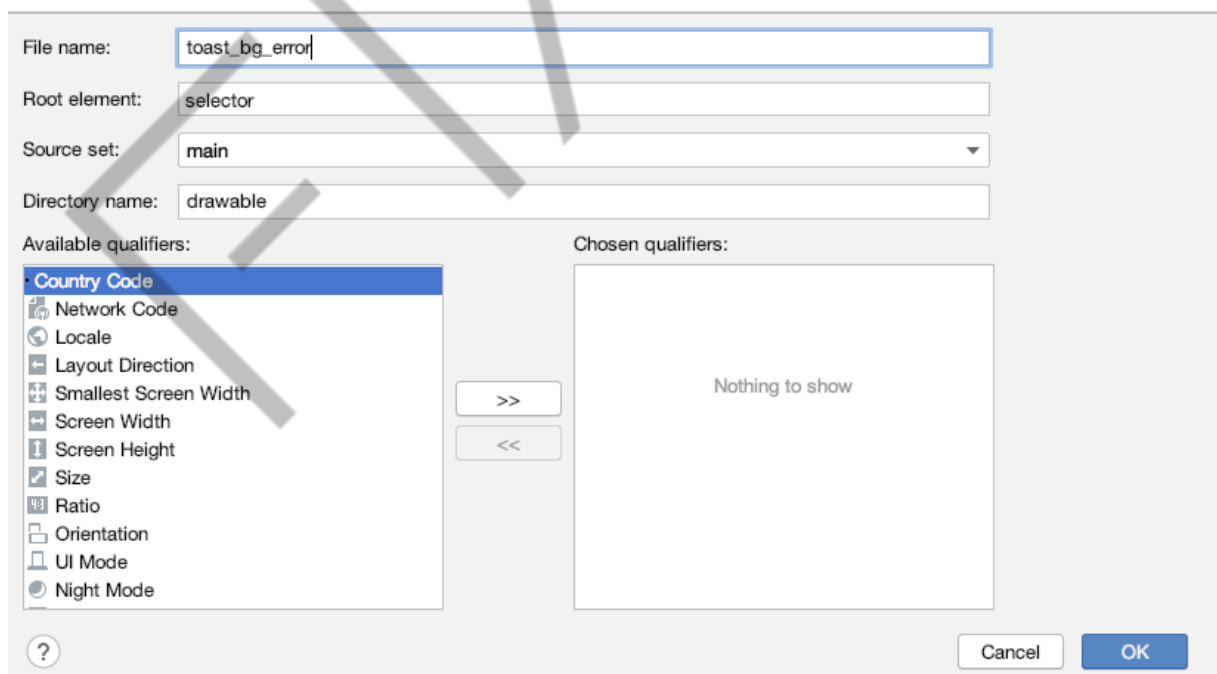 File name: toast_bg_error
Root element: selector
Source set: main
Directory name: drawable
Available qualifiers:
Chosen qualifiers:
Country Code
Network Code
Locale
Layout Direction
Smallest Screen Width
Screen Width
Screen Height
Size
Ratio
Orientation
UI Mode
Night Mode
>>
<<
Nothing to show
?
Cancel
OK